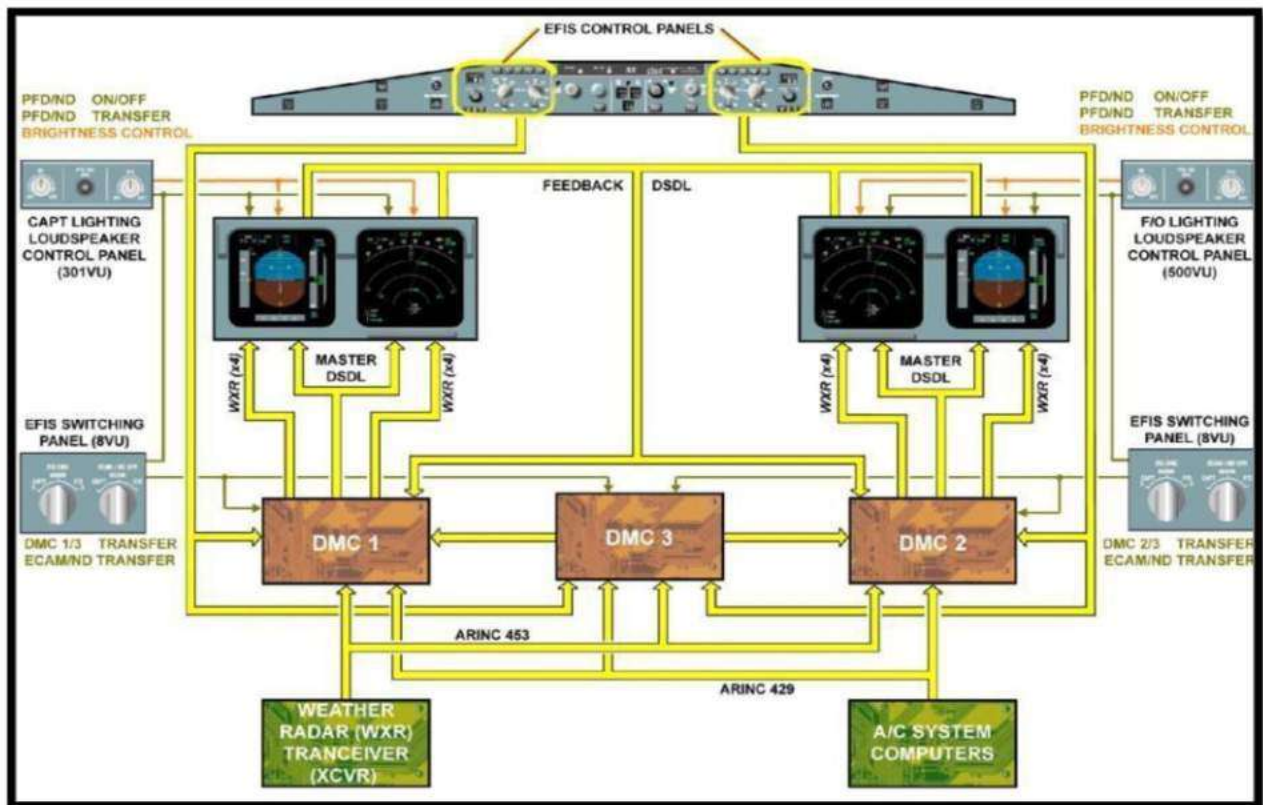 EFIS CONTROL PANELS
PFD/ND ON/OFF
PFD/ND TRANSFER
BRIGHTNESS CONTROL
PFD/ND ON/OFF
PFD/ND TRANSFER
BRIGHTNESS CONTROL
CAPT LIGHTING
LOUDSPEAKER
CONTROL PANEL
(301VU)
FEEDBACK DSDL
F/O LIGHTING
LOUDSPEAKER
CONTROL PANEL
(500VU)
WXR (x4)
MASTER
DSDL
WXR (x4)
WXR (x4)
MASTER
DSDL
WXR (x4)
EFIS SWITCHING
PANEL (8VU)
EFIS SWITCHING
PANEL (8VU)
DMC 1
DMC 3
DMC 2
DMC 1/3 TRANSFER
ECAM/ND TRANSFER
DMC 2/3 TRANSFER
ECAM/ND TRANSFER
ARINC 453
ARINC 429
WEATHER
RADAR (WXR)
TRANCEIVER
(XCVR)
A/C SYSTEM
COMPUTERS